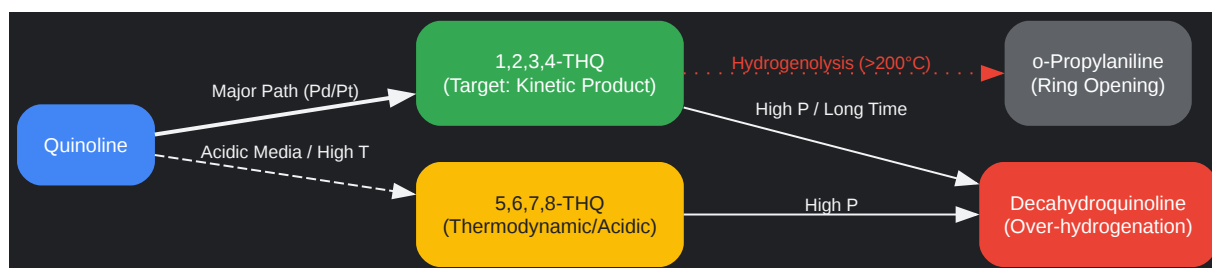 Quinoline
Major Path (Pd/Pt)
Acidic Media / High T
1,2,3,4-THQ
(Target: Kinetic Product)
5,6,7,8-THQ
(Thermodynamic/Acidic)
Hydrogenolysis (>200°C)
High P / Long Time
High P
o-Propylaniline
(Ring Opening)
Decahydroquinoline
(Over-hydrogenation)